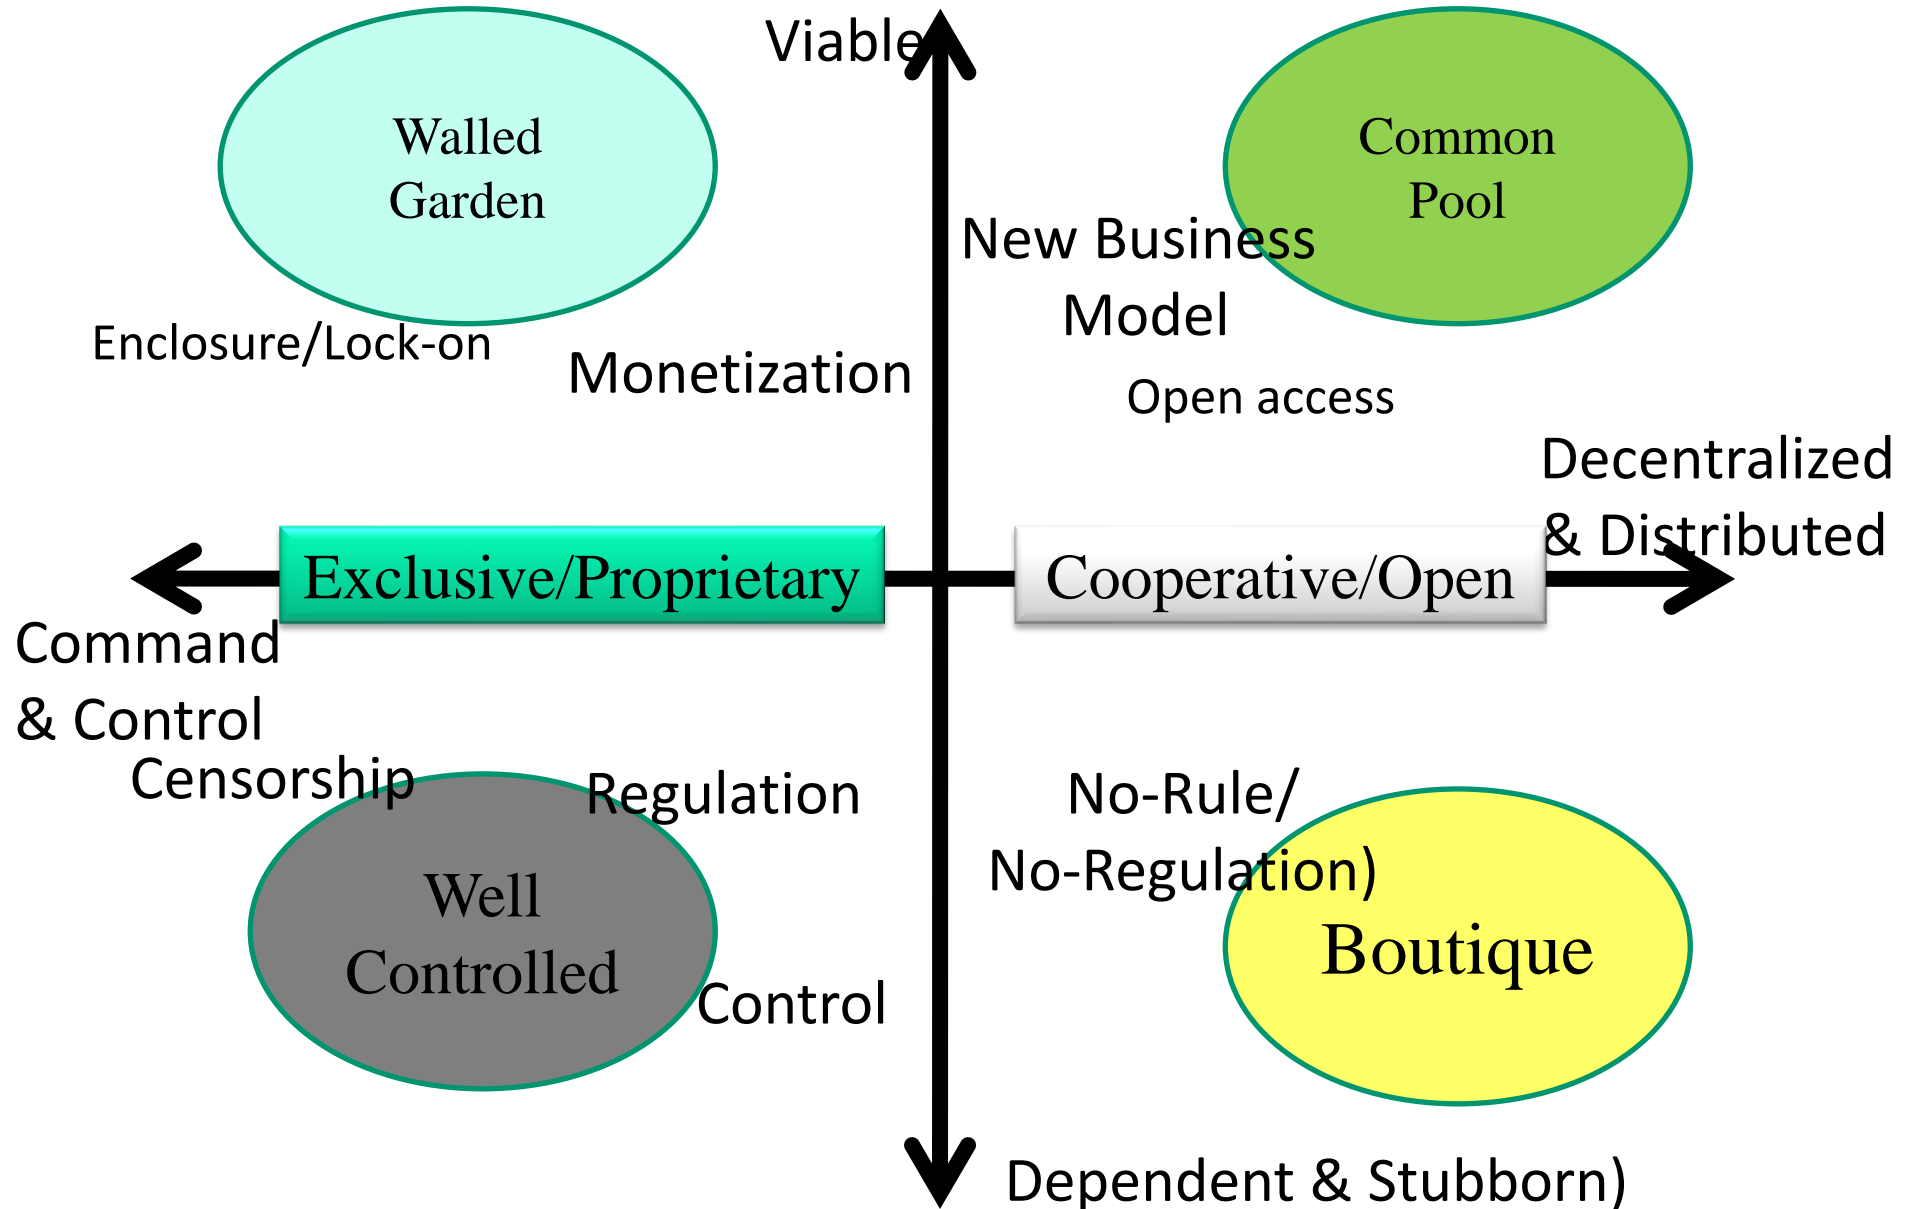 Viable
Walled
Garden
Common
Pool
New Business
Model
Enclosure/Lock-on
Monetization
Open access
Decentralized
& Distributed
Exclusive/Proprietary
Cooperative/Open
Command
& Control
Censorship
Regulation
No-Rule/
No-Regulation)
Well
Controlled
Boutique
Control
Dependent & Stubborn)